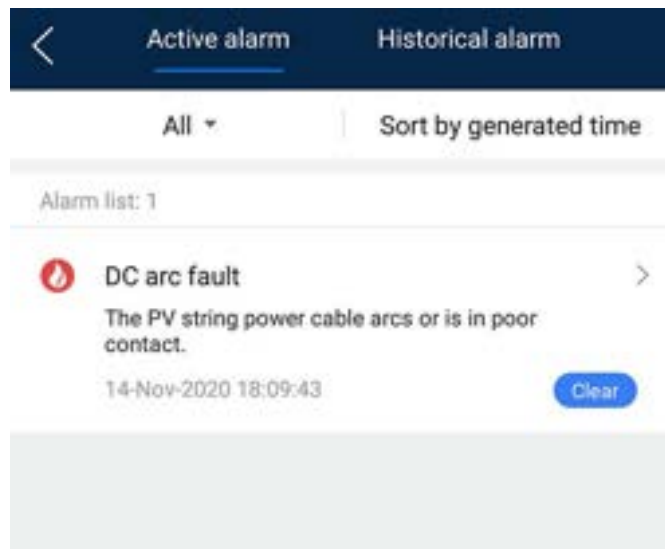 Active alarm Historical alarm
All Sort by generated time
Alarm list: 1
DC arc fault
The PV string power cable arcs or is in poor
contact.
14-Nov-2020 18:09:43 Clear